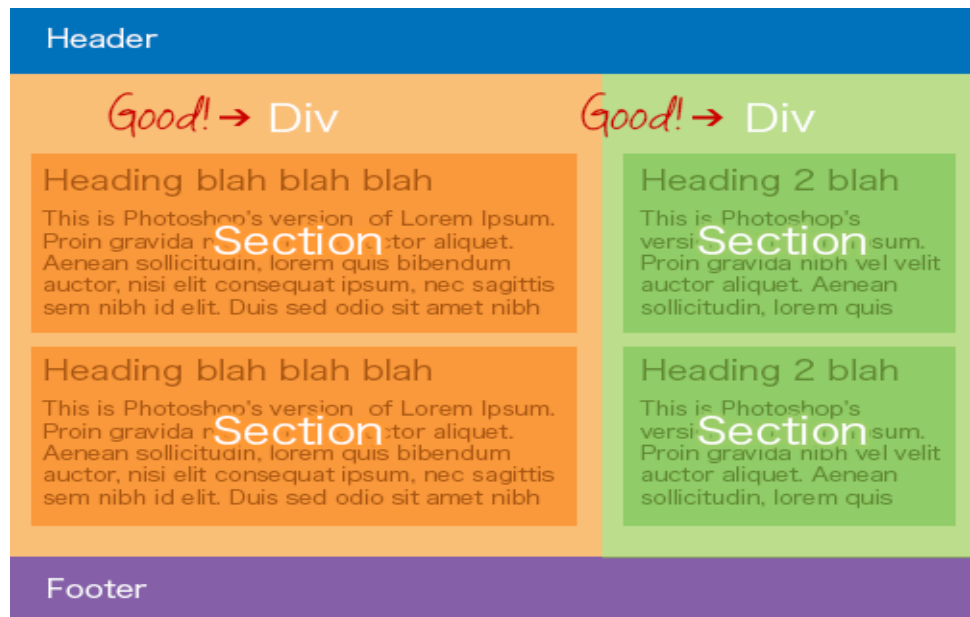 Header
Good! → Div
Good! → Div
Heading blah blah blah
This is Photoshop's version of Lorem Ipsum.
Proin gravida tor aliquet.
Aenean sollicitudin, lorem quis bibendum
auctor, nisi elit consequat ipsum, nec sagittis
sem nibh id elit. Duis sed odio sit amet nibh
Section
Heading 2 blah
This is Photoshop's
versi sum.
Proin gravida nibh vel velit
auctor aliquet. Aenean
sollicitudin, lorem quis
Section
Heading blah blah blah
This is Photoshop's version of Lorem Ipsum.
Proin gravida tor aliquet.
Aenean sollicitudin, lorem quis bibendum
auctor, nisi elit consequat ipsum, nec sagittis
sem nibh id elit. Duis sed odio sit amet nibh
Section
Heading 2 blah
This is Photoshop's
versi sum.
Proin gravida nibh vel velit
auctor aliquet. Aenean
sollicitudin, lorem quis
Section
Footer